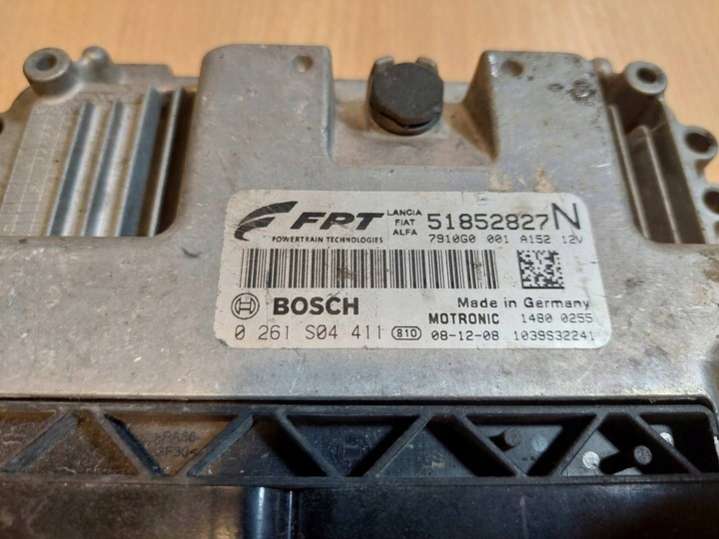 FPT LANCIA FIAT ALFA 51852827 N
POWERTRAIN TECHNOLOGIES 7910G0 001 A152 12V
BOSCH Made in Germany
MOTRONIC 1480 0255
0 261 S04 411 810 08-12-08 1039S32241